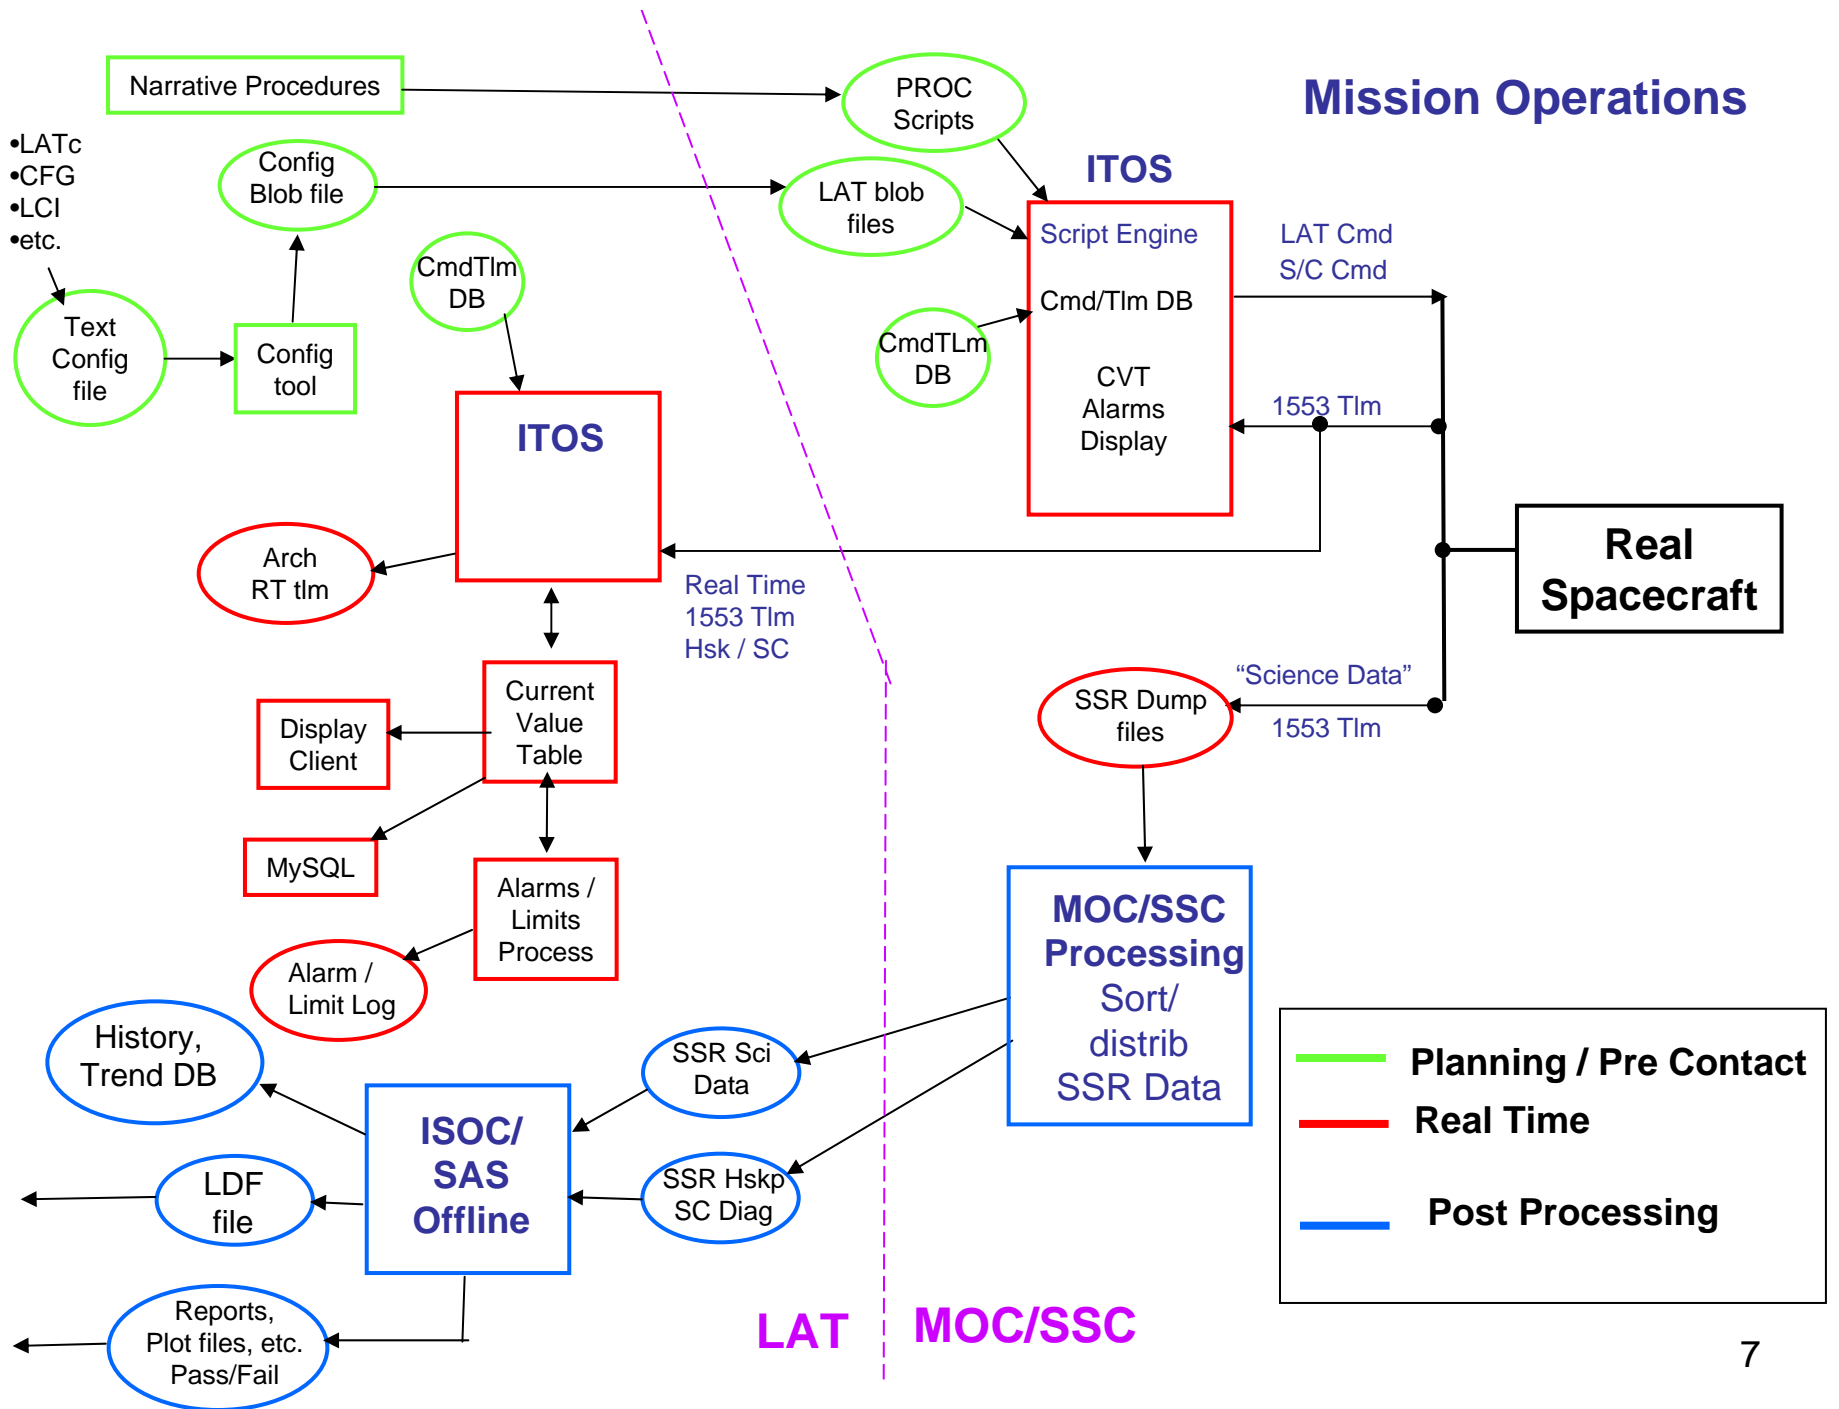 Mission Operations
Narrative Procedures
PROC
Scripts
•LATc
•CFG
•LCI
•etc.
Config
Blob file
LAT blob
files
ITOS
Script Engine
Cmd/Tlm DB
CVT
Alarms
Display
LAT Cmd
S/C Cmd
CmdTlm
DB
CmdTLm
DB
Text
Config
file
Config
tool
1553 Tlm
ITOS
Real
Spacecraft
Arch
RT tlm
Real Time
1553 Tlm
Hsk / SC
Current
Value
Table
Display
Client
SSR Dump
files
“Science Data”
1553 Tlm
MySQL
Alarms /
Limits
Process
Alarm /
Limit Log
MOC/SSC
Processing
Sort/
distrib
SSR Data
History,
Trend DB
SSR Sci
Data
ISOC/
SAS
Offline
LDF
file
SSR Hskp
SC Diag
Reports,
Plot files, etc.
Pass/Fail
Planning / Pre Contact
Real Time
Post Processing
LAT
MOC/SSC
7